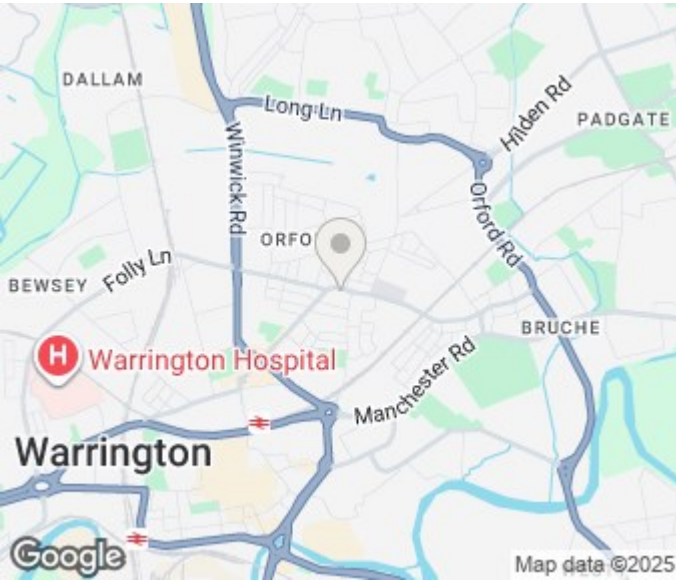 DALLAM
Long Ln
Hilden Rd
PADGATE
Winwick Rd
Orford Rd
ORFO
Folly Ln
BEWSEY
BRUCHE
H
Warrington Hospital
Manchester Rd
Warrington
Google
Map data ©2025